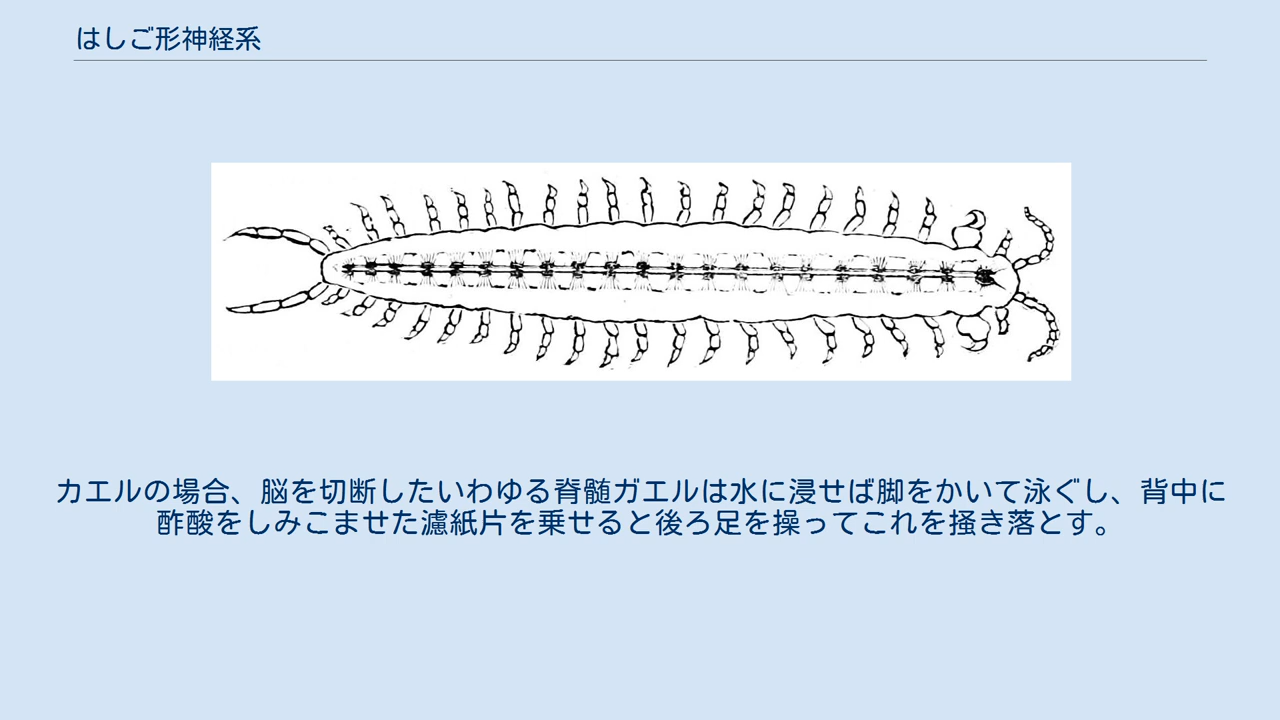 はしご形神経系
カエルの場合、脳を切断したいわゆる脊髄ガエルは水に浸せば脚をかいて泳ぐし、背中に
酢酸をしみこませた濾紙片を乗せると後ろ足を操ってこれを掻き落とす。